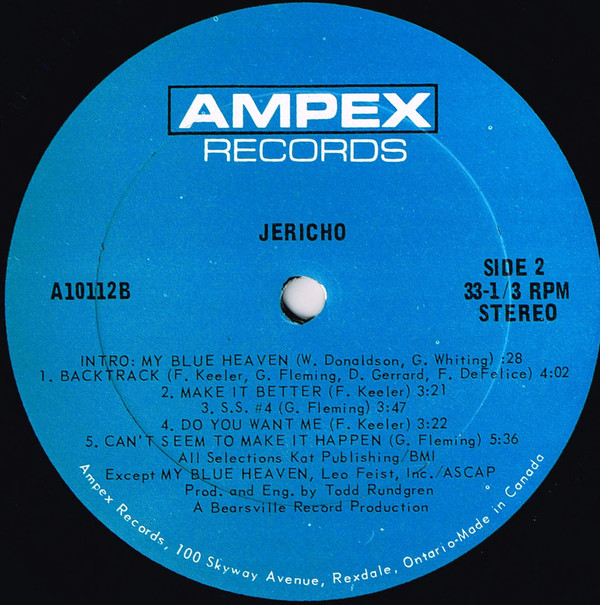 AMPEX
RECORDS
JERICHO
A10112B
SIDE 2
33-1/3 RPM
STEREO
INTRO: MY BLUE HEAVEN (W. Donaldson, G. Whiting) :28
1. BACKTRACK (F. Keeler, G. Fleming, D. Gerrard, F. DeFelice) 4:02
2. MAKE IT BETTER (F. Keeler) 3:21
3. S.S. #4 (G. Fleming) 3:47
4. DO YOU WANT ME (F. Keeler) 3:22
5. CAN'T SEEM TO MAKE IT HAPPEN (G. Fleming) 5:36
All Selections Kat Publishing/BMI
Except MY BLUE HEAVEN, Leo Feist, Inc./ASCAP
Prod. and Eng. by Todd Rundgren
A Bearsville Record Production
Ampex Records, 100 Skyway Avenue, Rexdale, Ontario-Made in Canada